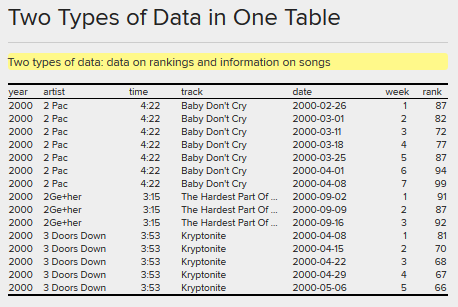 Two Types of Data in One Table
Two types of data: data on rankings and information on songs
year artist time track date week rank
2000 2 Pac 4:22 Baby Don't Cry 2000-02-26 1 87
2000 2 Pac 4:22 Baby Don't Cry 2000-03-01 2 82
2000 2 Pac 4:22 Baby Don't Cry 2000-03-11 3 72
2000 2 Pac 4:22 Baby Don't Cry 2000-03-18 4 77
2000 2 Pac 4:22 Baby Don't Cry 2000-03-25 5 87
2000 2 Pac 4:22 Baby Don't Cry 2000-04-01 6 94
2000 2 Pac 4:22 Baby Don't Cry 2000-04-08 7 99
2000 2Ge+her 3:15 The Hardest Part Of ... 2000-09-02 1 91
2000 2Ge+her 3:15 The Hardest Part Of ... 2000-09-09 2 87
2000 2Ge+her 3:15 The Hardest Part Of ... 2000-09-16 3 92
2000 3 Doors Down 3:53 Kryptonite 2000-04-08 1 81
2000 3 Doors Down 3:53 Kryptonite 2000-04-15 2 70
2000 3 Doors Down 3:53 Kryptonite 2000-04-22 3 68
2000 3 Doors Down 3:53 Kryptonite 2000-04-29 4 67
2000 3 Doors Down 3:53 Kryptonite 2000-05-06 5 66